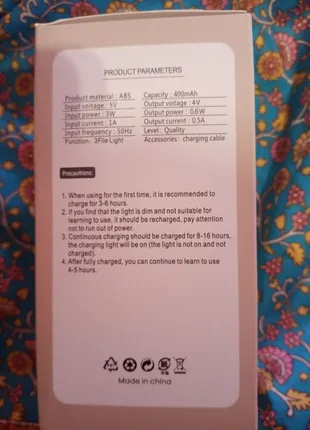 PRODUCT PARAMETERS
Product material : ABS Capacity : 400mAh
Input voltage : 5V Output voltage : 4V
Input power : 3W Output power : 0.6W
Input current : 1A Output current : 0.5A
Input frequency : 50Hz Level : Quality
Function: 3File Light Accessories : charging cable
Precautions:
1. When using for the first time, it is recommended to
charge for 3-6 hours.
2. If you find that the light is dim and not suitable for
learning to use. It should be recharged, pay attention
not to run out of power.
3. Continuous charging should be charged for 8-16 hours,
the charging light will be on (the light is not on and not
charged).
4. After fully charged, you can continue to learn to use
4-5 hours.
Made in china